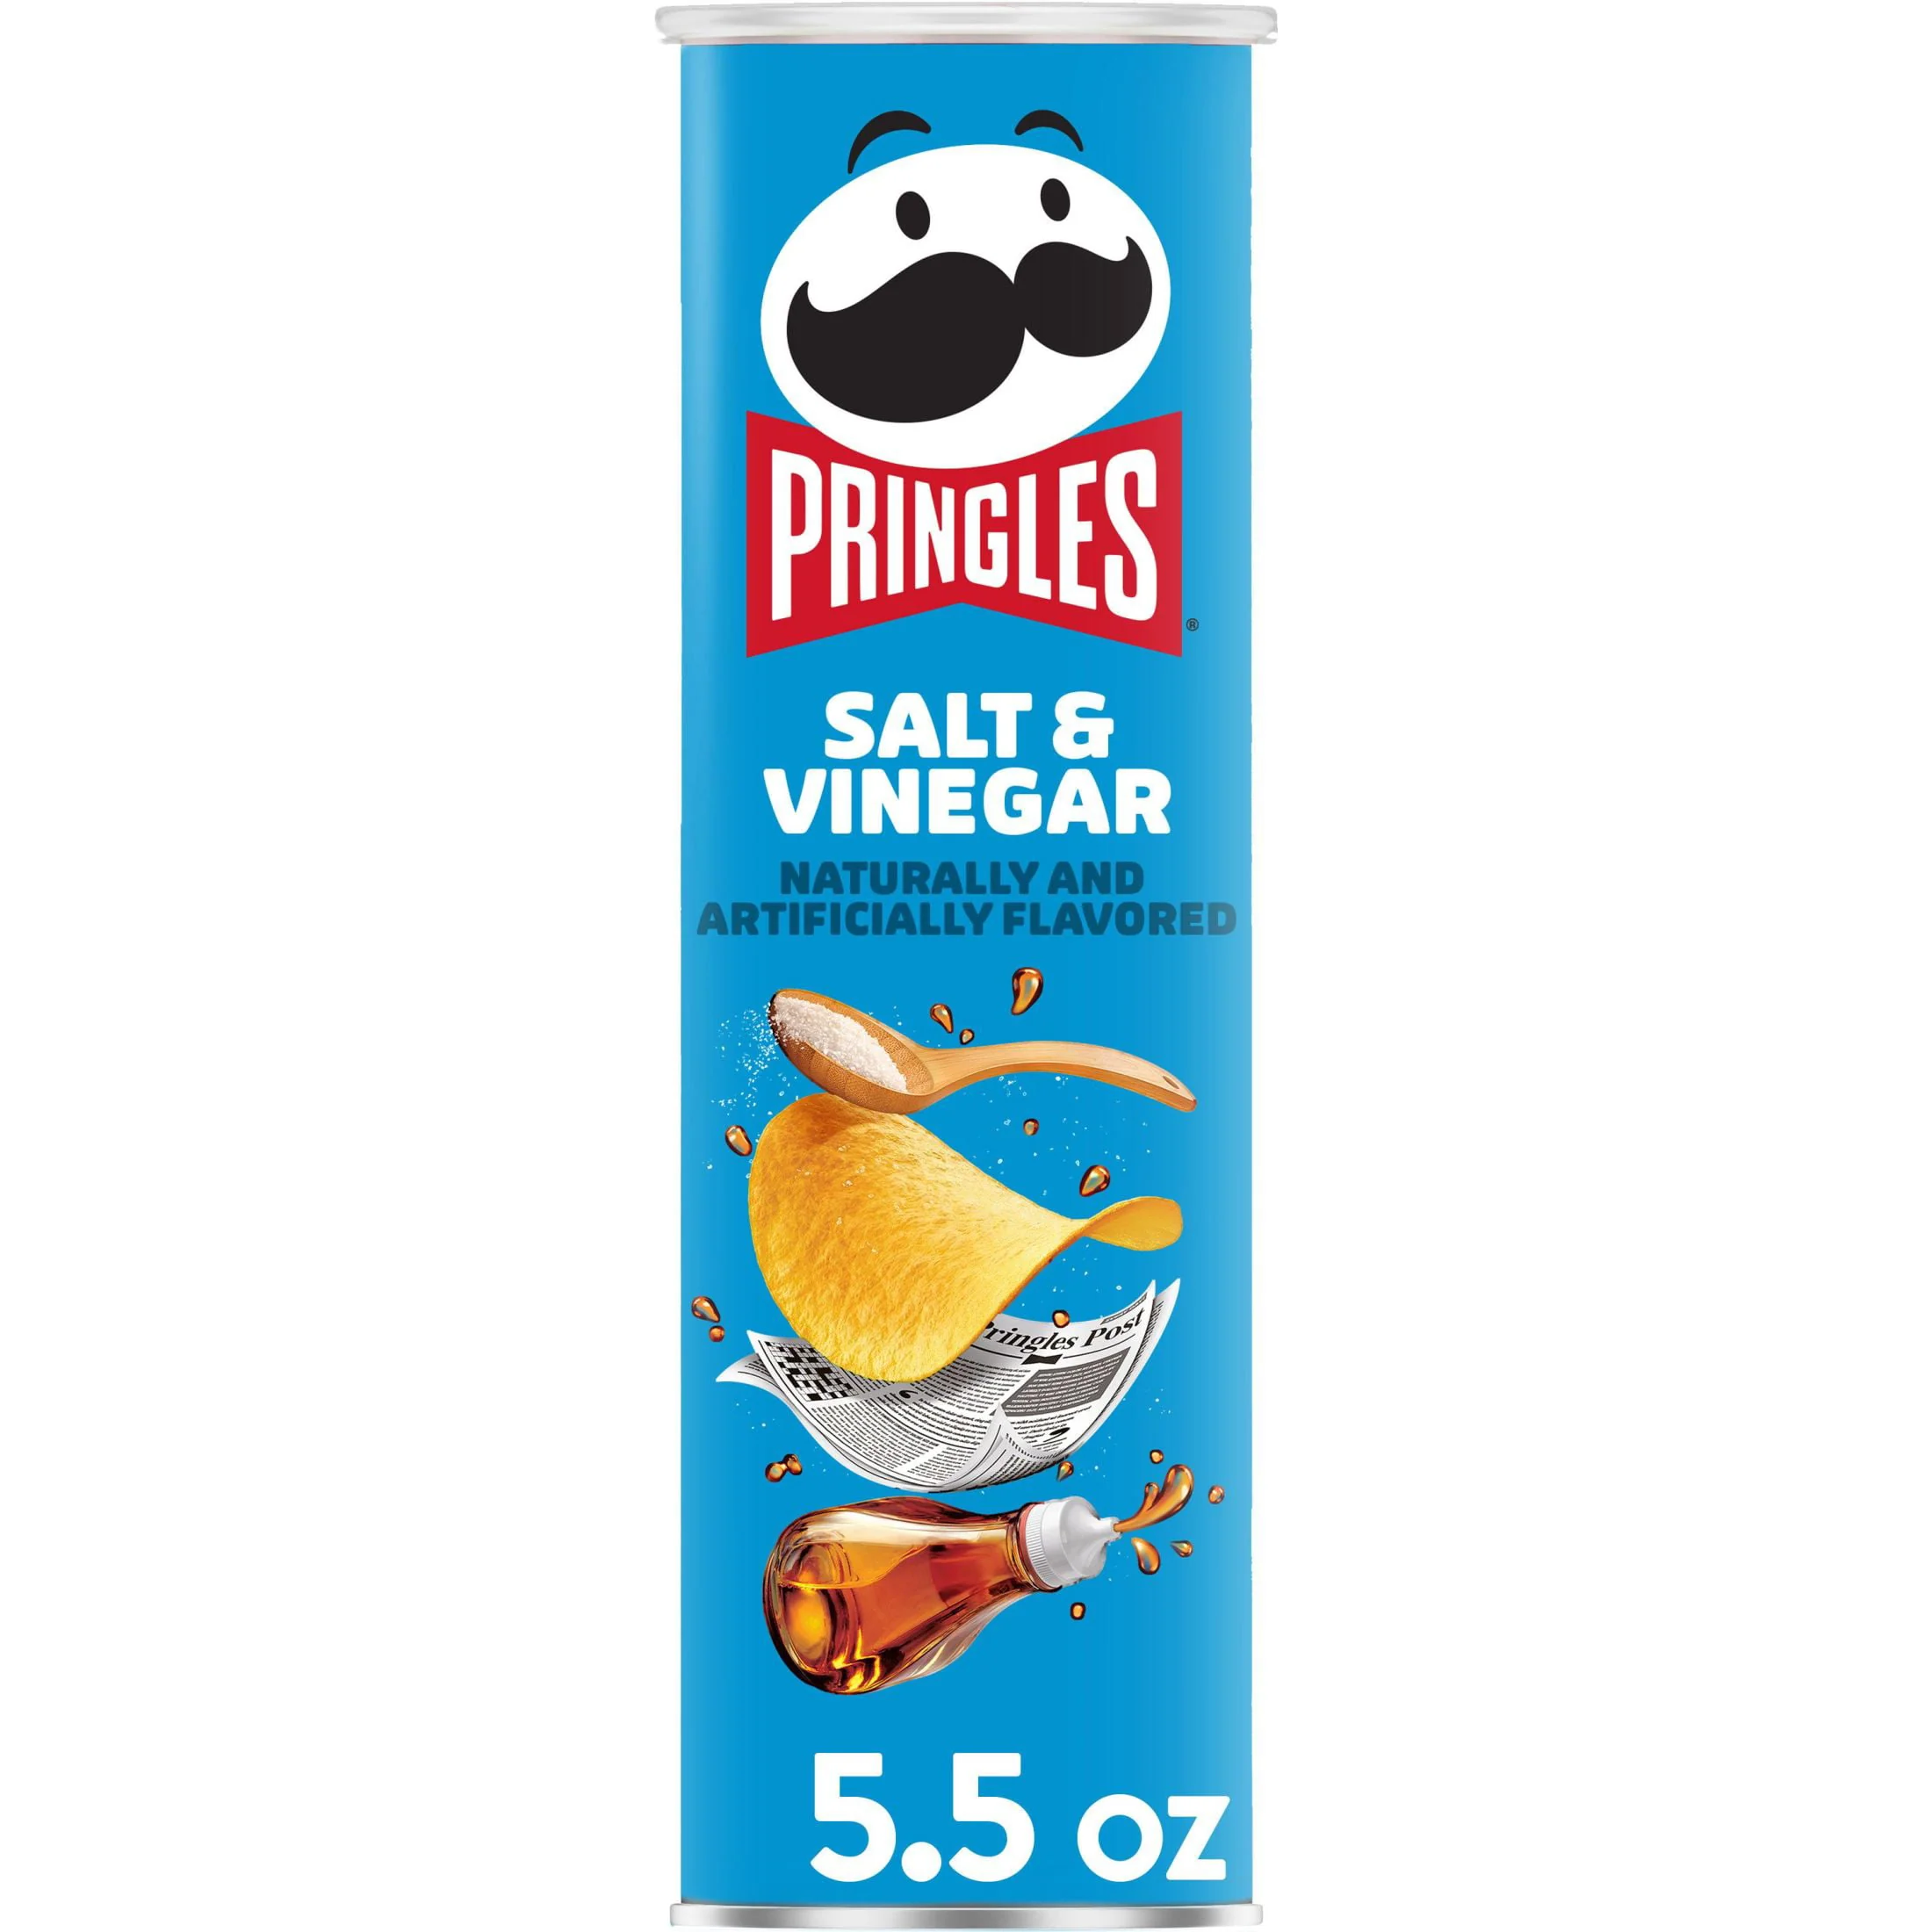 PRINGLES
®
SALT &
VINEGAR
NATURALLY AND
ARTIFICIALLY FLAVORED
Pringles Post
5.5 oz